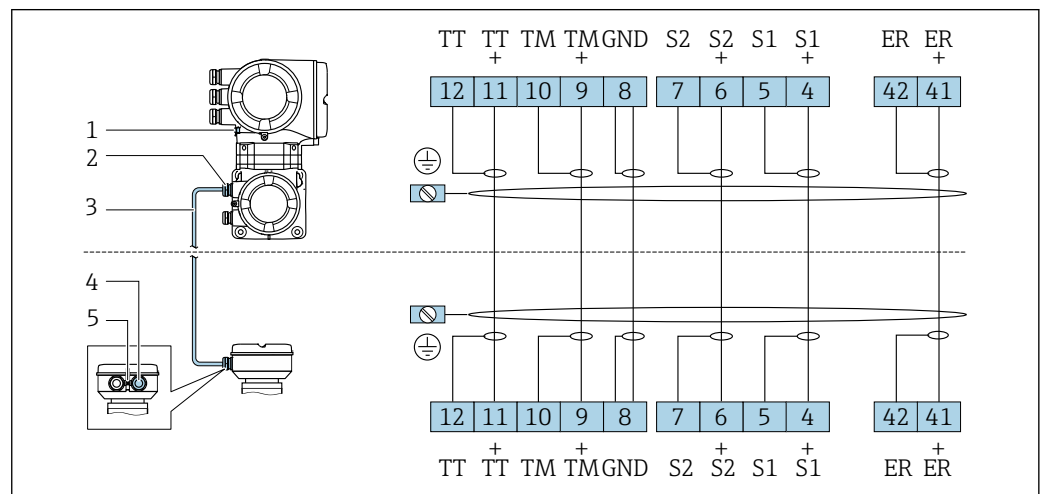 TT TT TM TM GND S2 S2 S1 S1 ER ER
+ + + + +
12 11 10 9 8 7 6 5 4 42 41
1
2
3
4
5
12 11 10 9 8 7 6 5 4 42 41
+ + + + +
TT TT TM TM GND S2 S2 S1 S1 ER ER